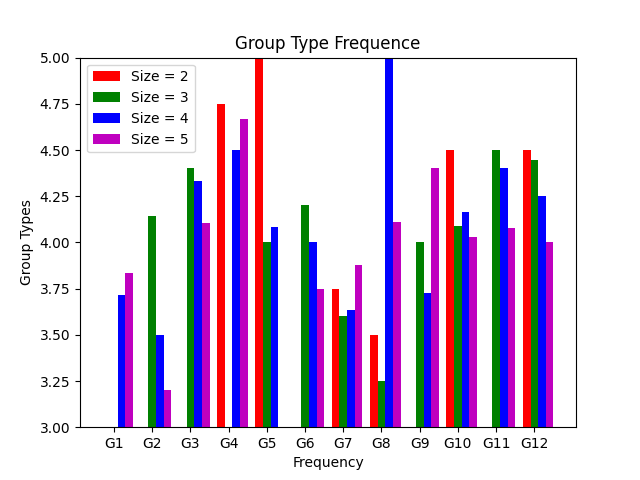 Group Type Frequence
Size = 2
Size = 3
Size = 4
Size = 5
5.00
4.75
4.50
4.25
4.00
3.75
3.50
3.25
3.00
Group Types
G1 G2 G3 G4 G5 G6 G7 G8 G9 G10 G11 G12
Frequency